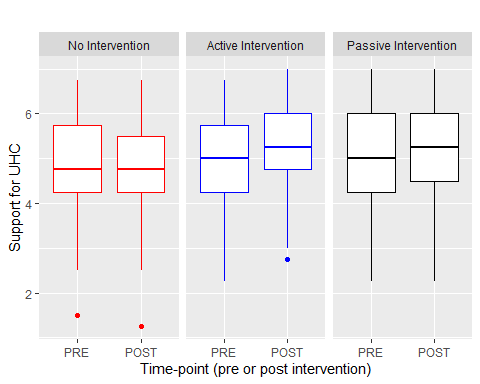 No Intervention Active Intervention Passive Intervention
6
4
2
Support for UHC
PRE POST PRE POST PRE POST
Time-point (pre or post intervention)